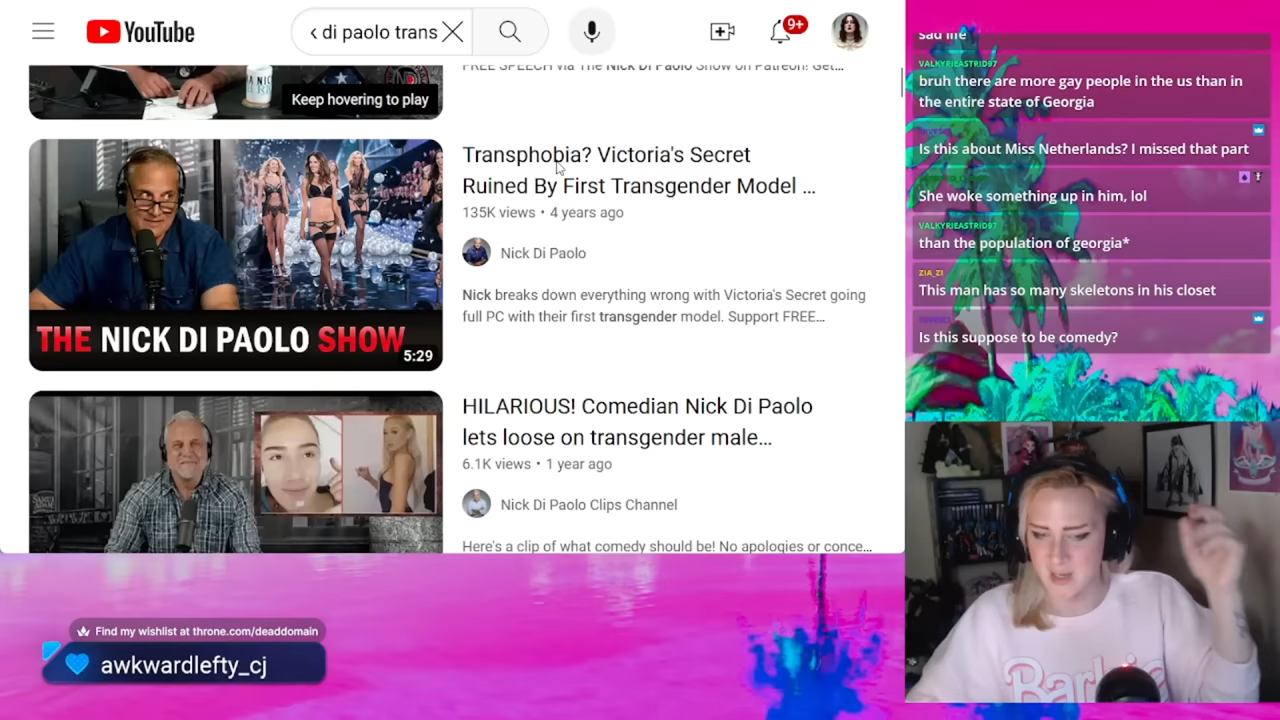 YouTube
di paolo trans
9+
FREE SPEECH via The Nick Di Paolo Show on Patreon! Get...
Keep hovering to play
Transphobia? Victoria's Secret
Ruined By First Transgender Model ...
135K views • 4 years ago
Nick Di Paolo
Nick breaks down everything wrong with Victoria's Secret going
full PC with their first transgender model. Support FREE...
THE NICK DI PAOLO SHOW
5:29
HILARIOUS! Comedian Nick Di Paolo
lets loose on transgender male...
6.1K views • 1 year ago
Nick Di Paolo Clips Channel
Here's a clip of what comedy should be! No apologies or conce...
Find my wishlist at throne.com/deaddomain
awkwardlefty_cj
sad life
VALKYRIEASTRID97
bruh there are more gay people in the us than in
the entire state of Georgia
Is this about Miss Netherlands? I missed that part
She woke something up in him, lol
VALKYRIEASTRID97
than the population of georgia*
ZIA_ZI
This man has so many skeletons in his closet
Is this suppose to be comedy?
Barbie